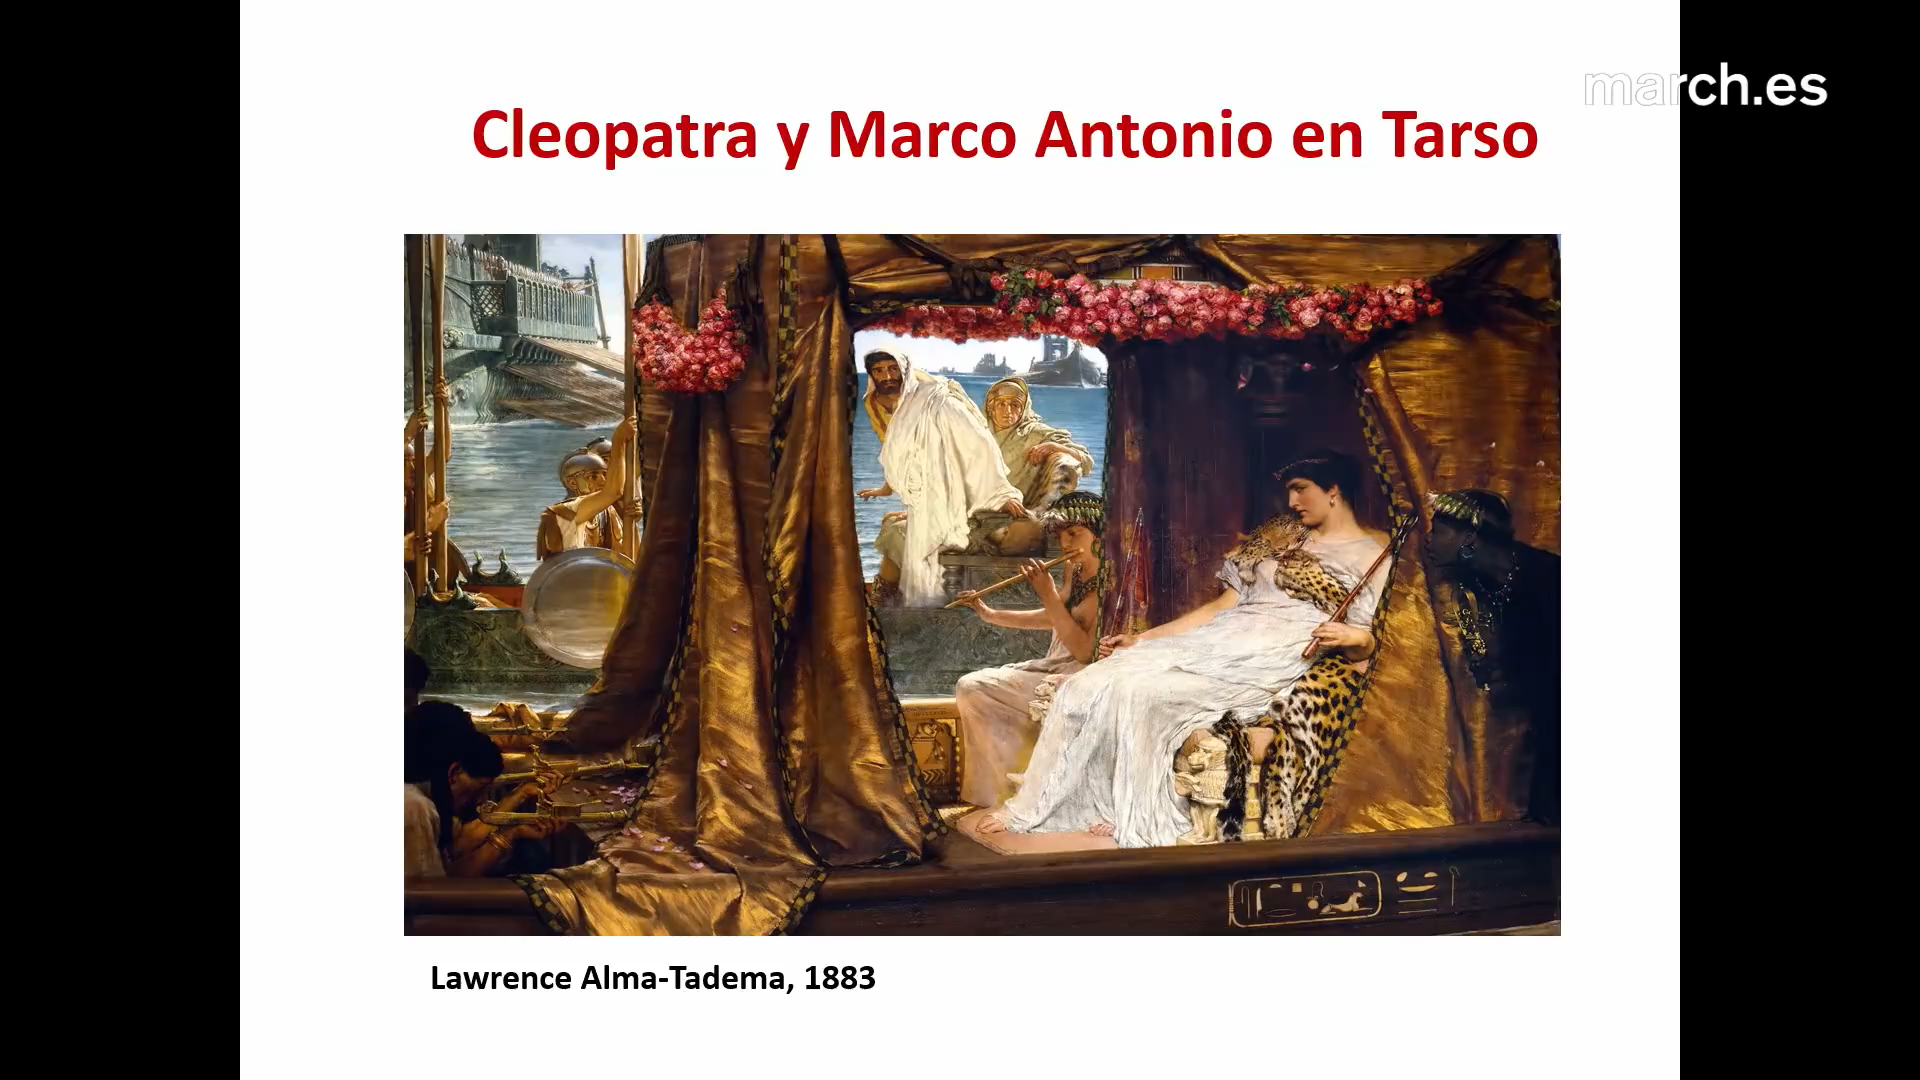 march.es
Cleopatra y Marco Antonio en Tarso
Lawrence Alma-Tadema, 1883